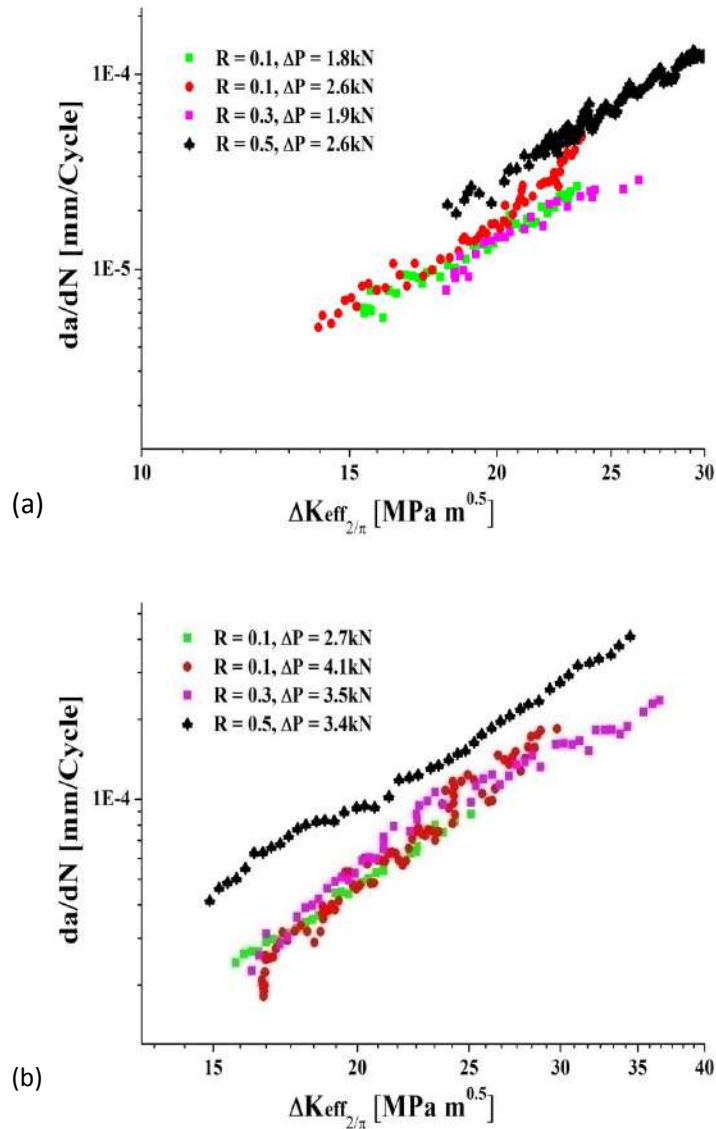 R = 0.1, ΔP = 1.8kN
R = 0.1, ΔP = 2.6kN
R = 0.3, ΔP = 1.9kN
R = 0.5, ΔP = 2.6kN
1E-4
1E-5
da/dN [mm/Cycle]
10 15 20 25 30
ΔKeff2/π [MPa m^0.5]
(a)
R = 0.1, ΔP = 2.7kN
R = 0.1, ΔP = 4.1kN
R = 0.3, ΔP = 3.5kN
R = 0.5, ΔP = 3.4kN
1E-4
da/dN [mm/Cycle]
15 20 25 30 35 40
ΔKeff2/π [MPa m^0.5]
(b)